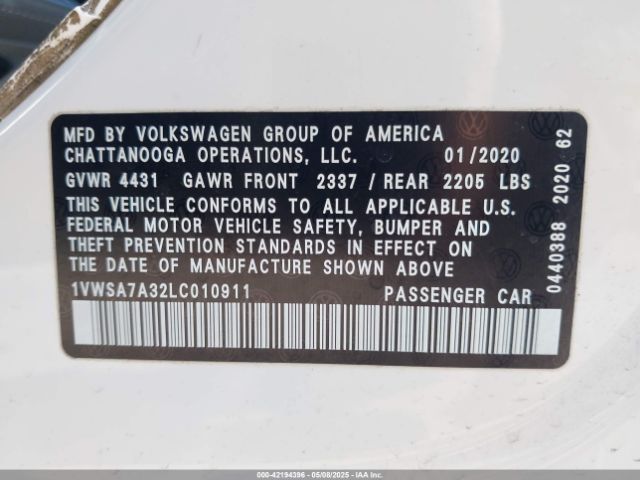 MFD BY VOLKSWAGEN GROUP OF AMERICA
CHATTANOOGA OPERATIONS, LLC. 01/2020
GVWR 4431 GAWR FRONT 2337 / REAR 2205 LBS
THIS VEHICLE CONFORMS TO ALL APPLICABLE U.S.
FEDERAL MOTOR VEHICLE SAFETY, BUMPER AND
THEFT PREVENTION STANDARDS IN EFFECT ON
THE DATE OF MANUFACTURE SHOWN ABOVE
1VWSA7A32LC010911 PASSENGER CAR
0440388 2020 62
000-42194396 - 05/08/2025 - IAA, Inc.